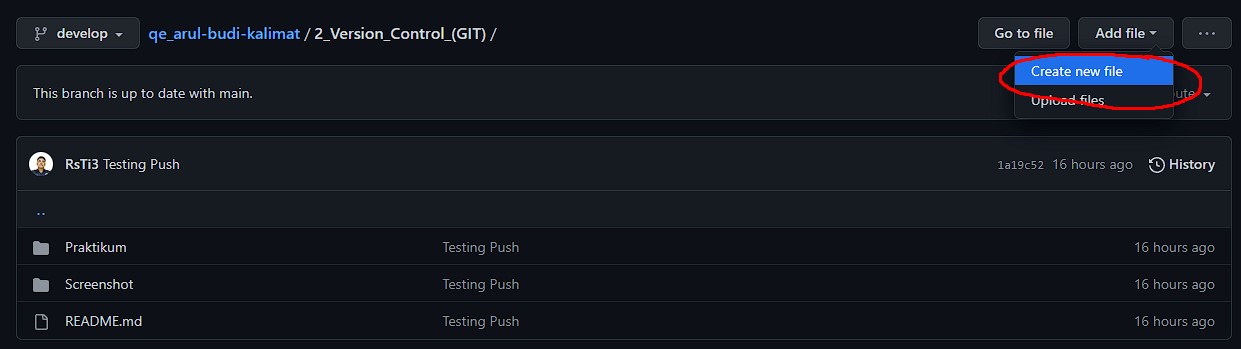 develop qe_arul-budi-kalimat / 2_Version_Control_(GIT) / Go to file Add file ...
Create new file
This branch is up to date with main.
Upload files
RsTi3 Testing Push 1a19c52 16 hours ago History
..
Praktikum Testing Push 16 hours ago
Screenshot Testing Push 16 hours ago
README.md Testing Push 16 hours ago